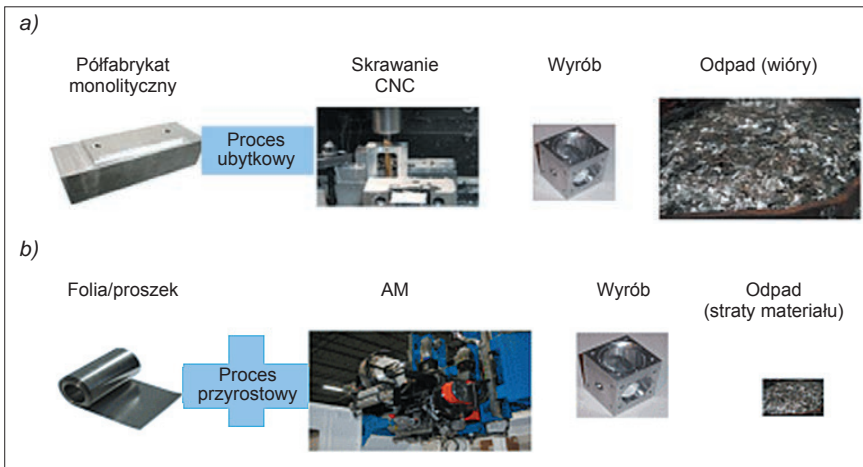 a)
Półfabrykat
monolityczny
Skrawanie
CNC
Wyrób
Odpad (wióry)
Proces
ubytkowy
b)
Folia/proszek
AM
Wyrób
Odpad
(straty materiału)
Proces
przyrostowy